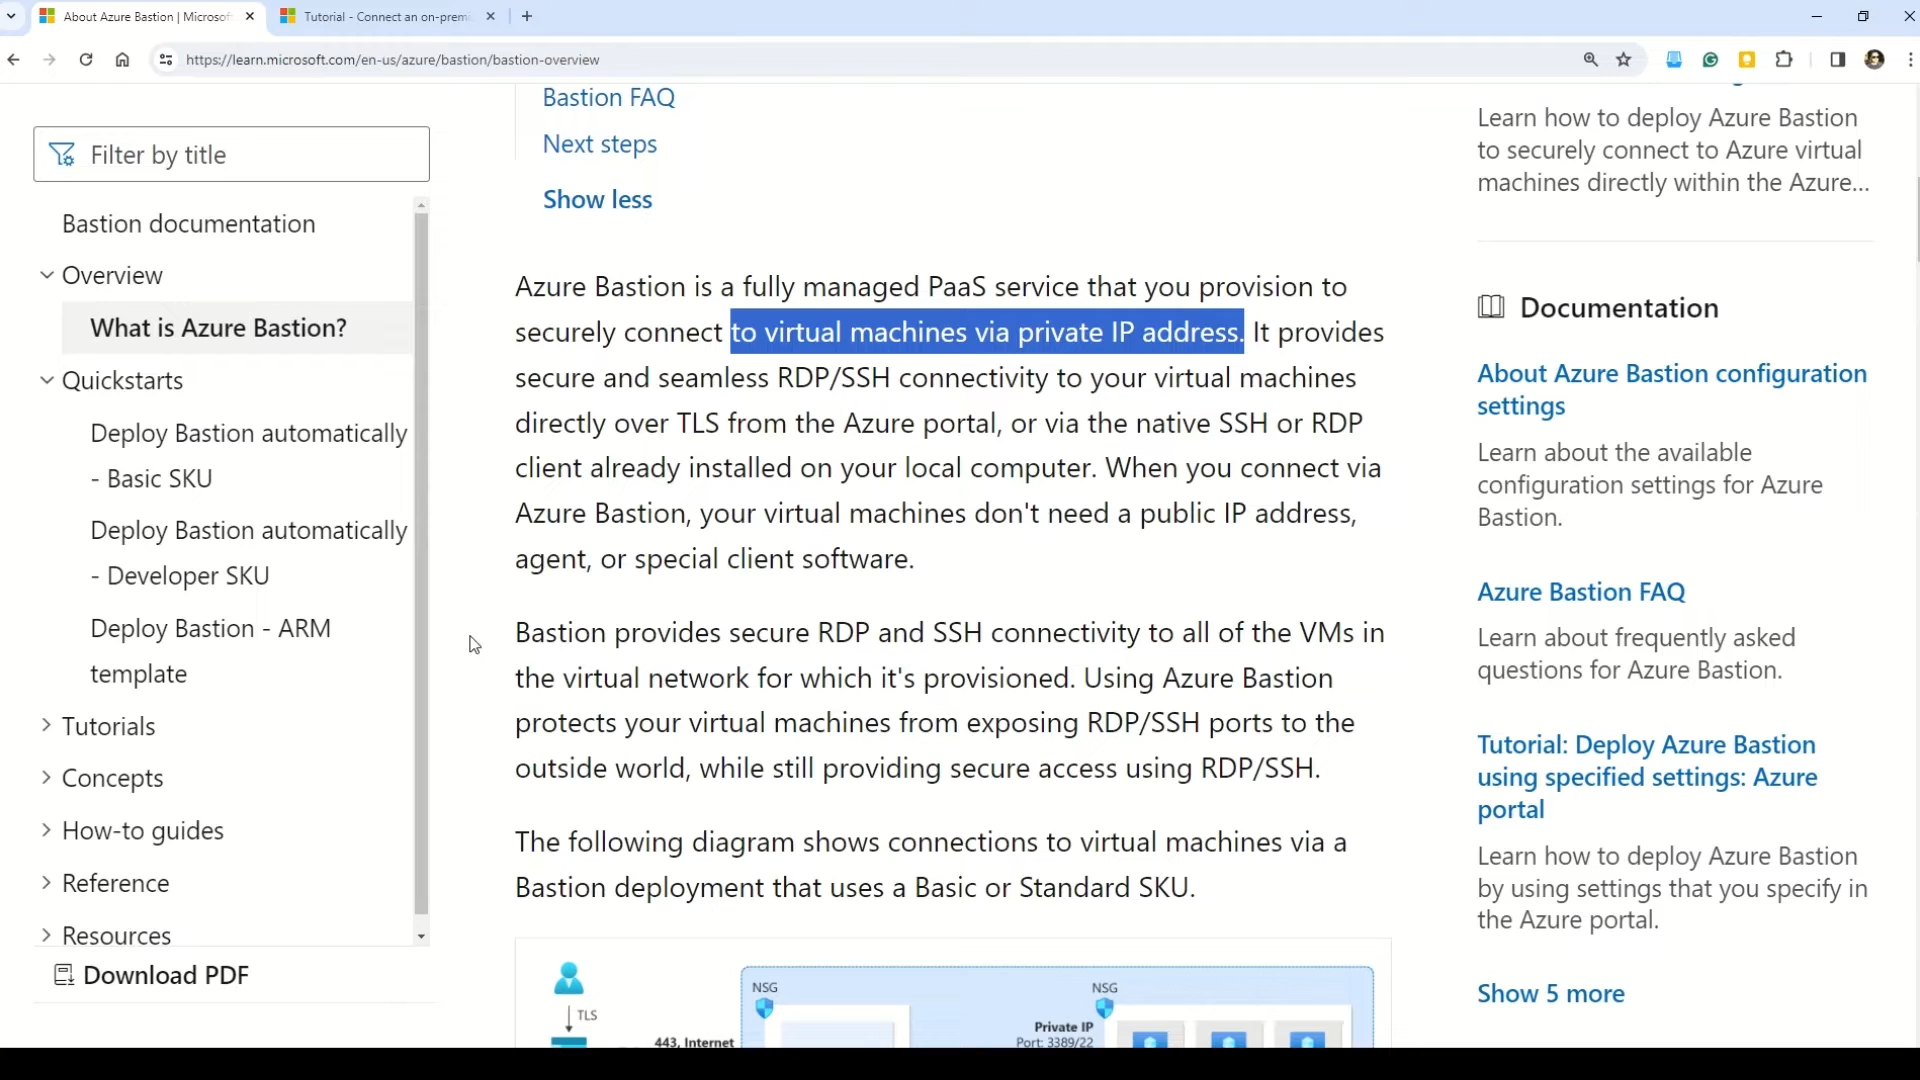 About Azure Bastion | Microsof
Tutorial - Connect an on-premi
https://learn.microsoft.com/en-us/azure/bastion/bastion-overview
Filter by title
Bastion documentation
Overview
What is Azure Bastion?
Quickstarts
Deploy Bastion automatically
- Basic SKU
Deploy Bastion automatically
- Developer SKU
Deploy Bastion - ARM
template
Tutorials
Concepts
How-to guides
Reference
Resources
Download PDF
Bastion FAQ
Next steps
Show less
Azure Bastion is a fully managed PaaS service that you provision to
securely connect to virtual machines via private IP address. It provides
secure and seamless RDP/SSH connectivity to your virtual machines
directly over TLS from the Azure portal, or via the native SSH or RDP
client already installed on your local computer. When you connect via
Azure Bastion, your virtual machines don't need a public IP address,
agent, or special client software.
Bastion provides secure RDP and SSH connectivity to all of the VMs in
the virtual network for which it's provisioned. Using Azure Bastion
protects your virtual machines from exposing RDP/SSH ports to the
outside world, while still providing secure access using RDP/SSH.
The following diagram shows connections to virtual machines via a
Bastion deployment that uses a Basic or Standard SKU.
NSG
NSG
TLS
Private IP
443, Internet
Port: 3389/22
Learn how to deploy Azure Bastion
to securely connect to Azure virtual
machines directly within the Azure...
Documentation
About Azure Bastion configuration
settings
Learn about the available
configuration settings for Azure
Bastion.
Azure Bastion FAQ
Learn about frequently asked
questions for Azure Bastion.
Tutorial: Deploy Azure Bastion
using specified settings: Azure
portal
Learn how to deploy Azure Bastion
by using settings that you specify in
the Azure portal.
Show 5 more